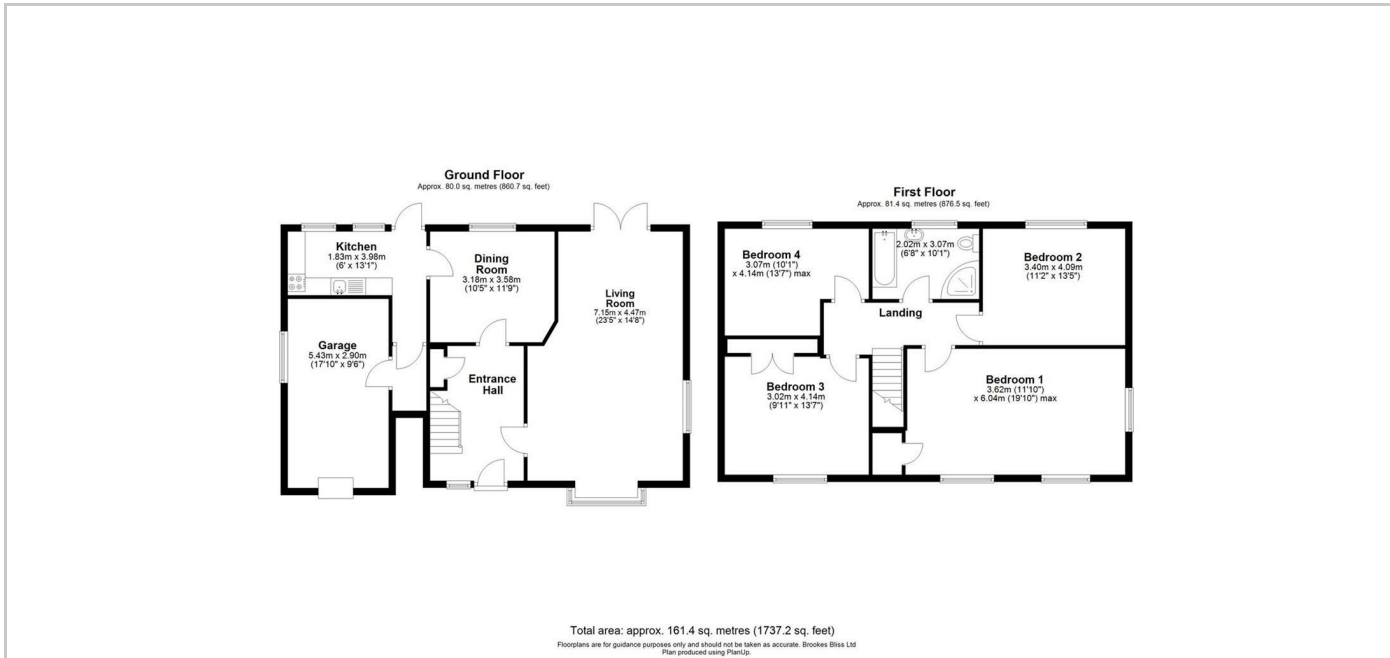 Ground Floor
Approx. 80.0 sq. metres (860.7 sq. feet)
Kitchen
1.83m x 3.98m
(6' x 13'1")
Dining
Room
3.18m x 3.58m
(10'5" x 11'9")
Living
Room
7.15m x 4.47m
(23'5" x 14'8")
Garage
5.43m x 2.90m
(17'10" x 9'6")
Entrance
Hall
First Floor
Approx. 81.4 sq. metres (876.5 sq. feet)
Bedroom 4
3.07m (10'1")
x 4.14m (13'7") max
2.02m x 3.07m
(6'8" x 10'1")
Bedroom 2
3.40m x 4.09m
(11'2" x 13'5")
Landing
Bedroom 3
3.02m x 4.14m
(9'11" x 13'7")
Bedroom 1
3.62m (11'10")
x 6.04m (19'10") max
Total area: approx. 161.4 sq. metres (1737.2 sq. feet)
Floorplans are for guidance purposes only and should not be taken as accurate. Brookes Bliss Ltd
Plan produced using PlanUp.